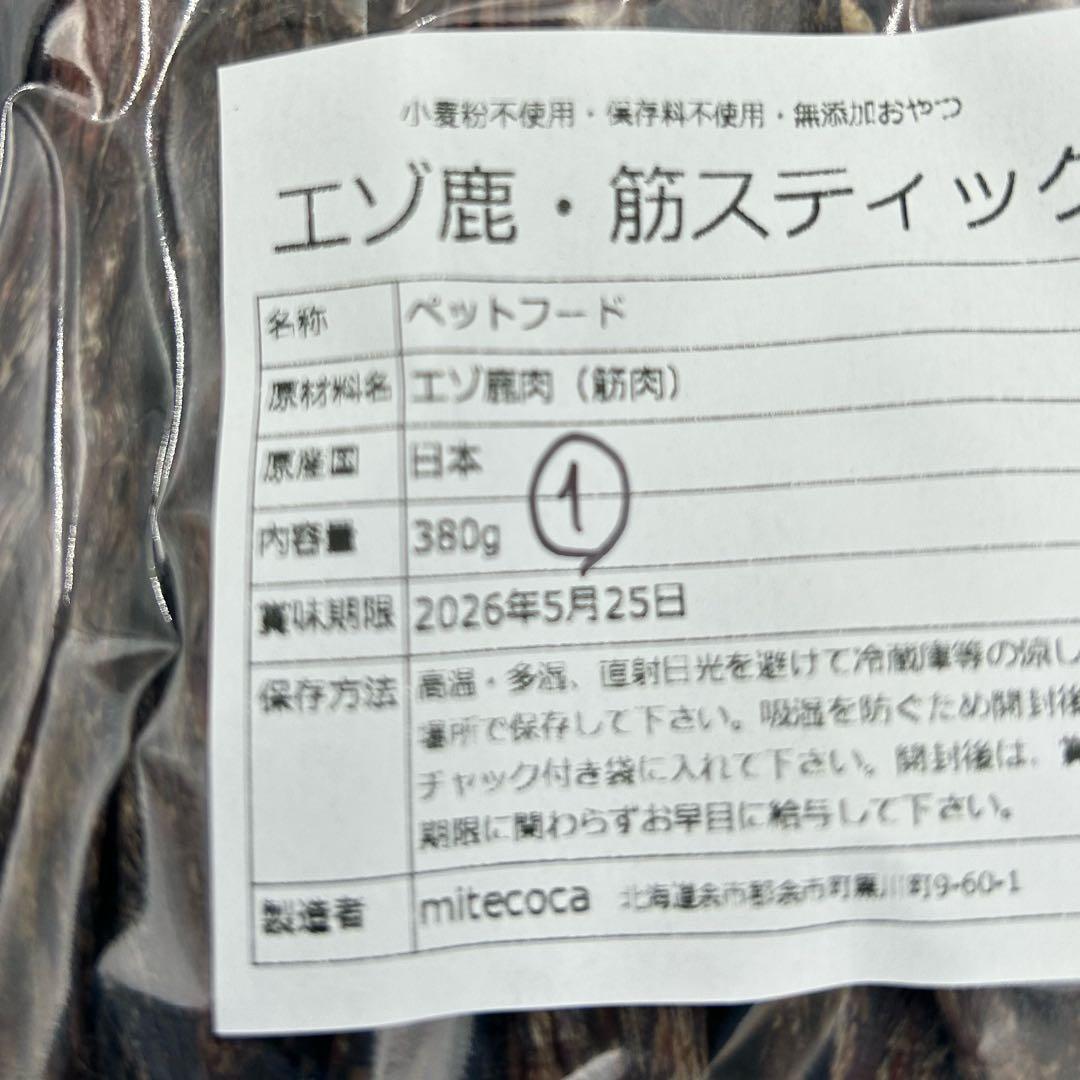 小麦粉不使用・保存料不使用・無添加おやつ
エゾ鹿・筋スティック
名称 ペットフード
原材料名 エゾ鹿肉（筋肉）
原産国 日本
①
内容量 380g
賞味期限 2026年5月25日
保存方法 高温・多湿、直射日光を避けて冷蔵庫等の涼し
場所で保存して下さい。吸湿を防ぐため開封後
チャック付き袋に入れて下さい。開封後は、賞
期限に関わらずお早目に給与して下さい。
製造者 mitecoca 北海道余市郡余市町黒川町9-60-1